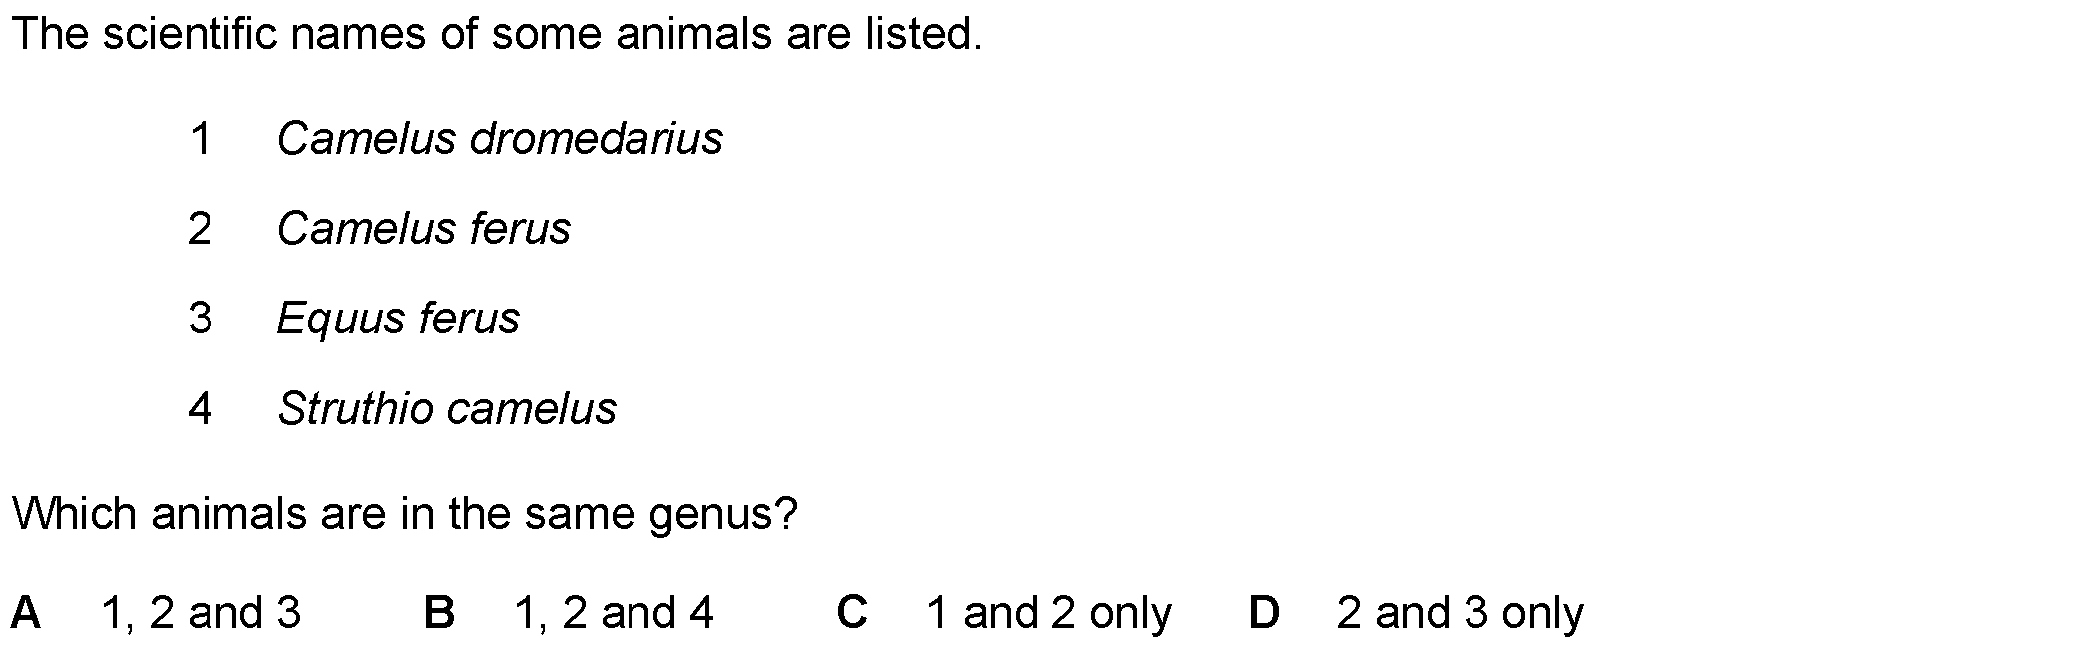 The scientific names of some animals are listed.
1 Camelus dromedarius
2 Camelus ferus
3 Equus ferus
4 Struthio camelus
Which animals are in the same genus?
A 1, 2 and 3 B 1, 2 and 4 C 1 and 2 only D 2 and 3 only